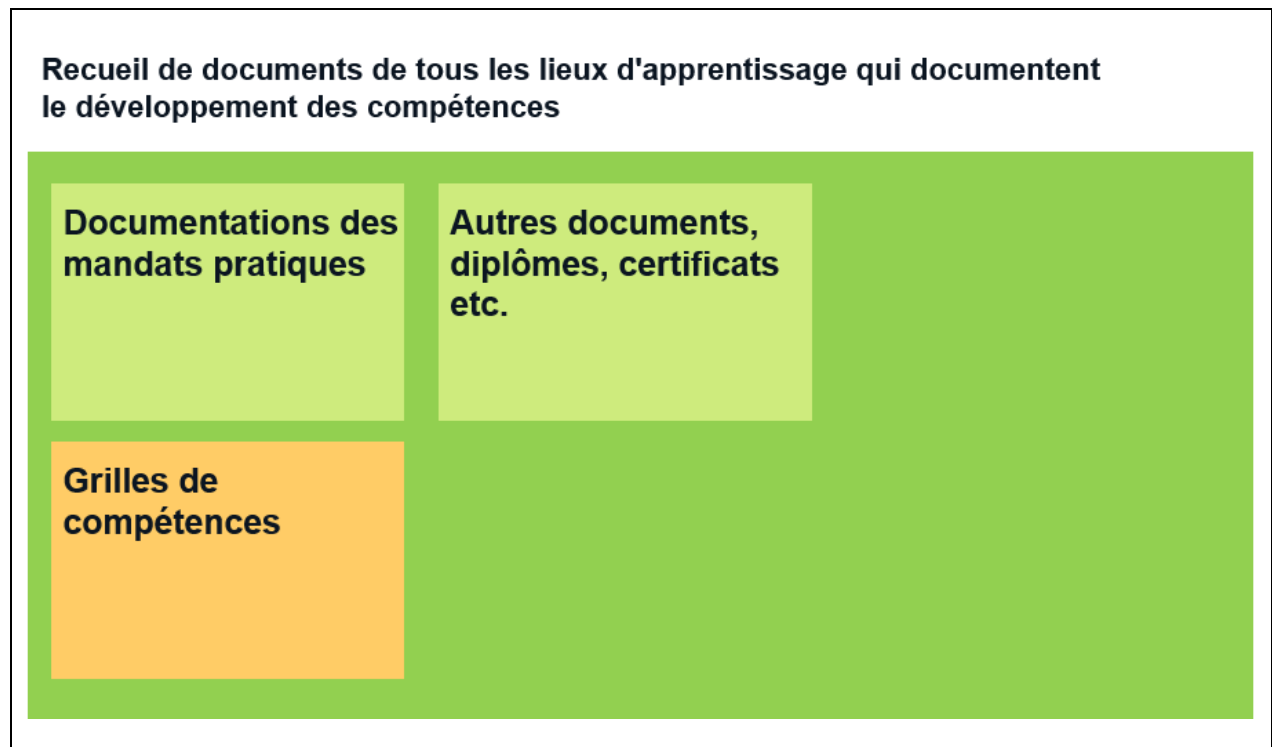 Recueil de documents de tous les lieux d'apprentissage qui documentent
le développement des compétences
Documentations des
mandats pratiques
Autres documents,
diplômes, certificats
etc.
Grilles de
compétences